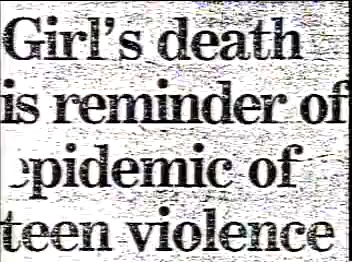 Girl's death
is reminder of
epidemic of
teen violence